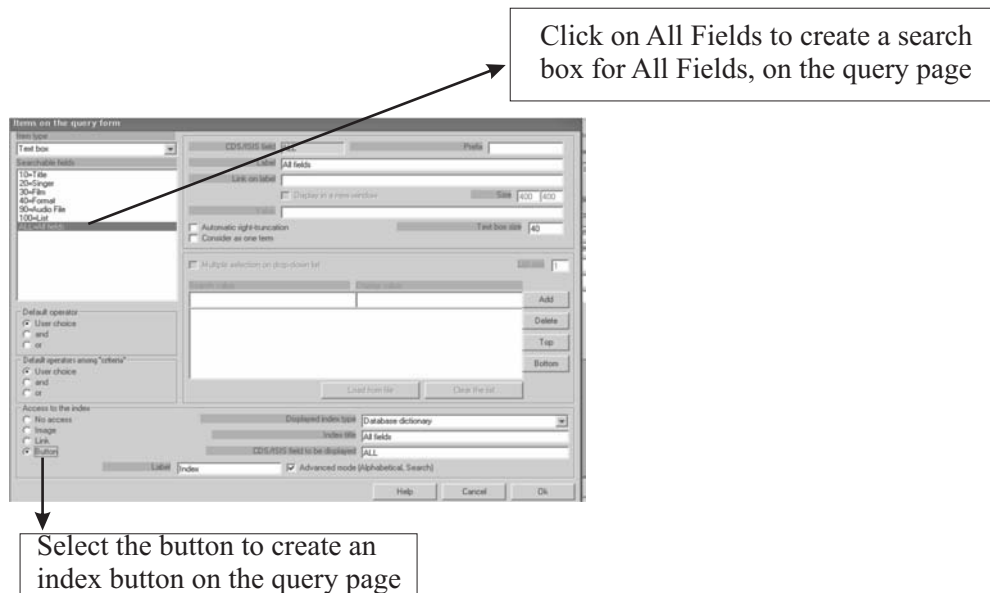 Click on All Fields to create a search
box for All Fields, on the query page
Items on the query form
Item type
Text box
Searchable fields
10=Title
20=Singer
30=Film
40=Format
90=Audio File
100=List
ALL=All fields
CDS/ISIS field ALL Prefix
Label All fields
Link on label
Display in a new window Size 400 400
Value
Automatic right-truncation Text box size 40
Consider as one term
Multiple selection on drop-down list 1
Search value Display value
Add
Delete
Top
Bottom
Load from file Clear the list
Default operator
User choice
and
or
Default operators among "criteria"
User choice
and
or
Access to the index
No access
Image
Link
Button
Displayed index type Database dictionary
Index title All fields
CDS/ISIS field to be displayed ALL
Label Index Advanced mode (Alphabetical, Search)
Help Cancel Ok
Select the button to create an
index button on the query page